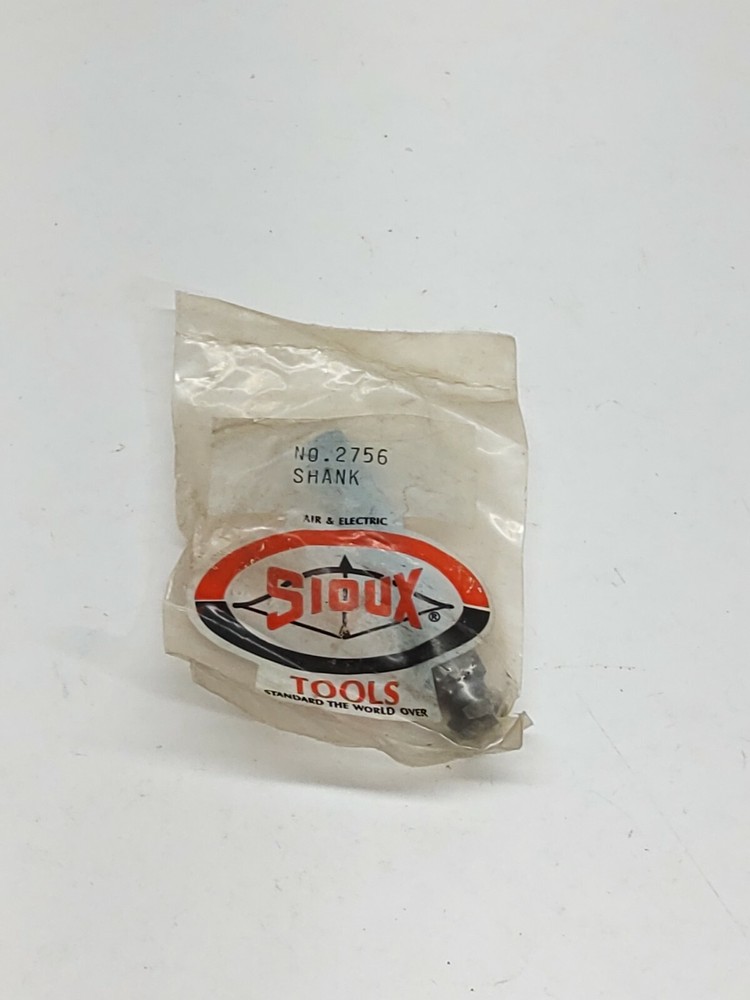 NO.2756
SHANK
AIR & ELECTRIC
SIOUX®
TOOLS
STANDARD THE WORLD OVER